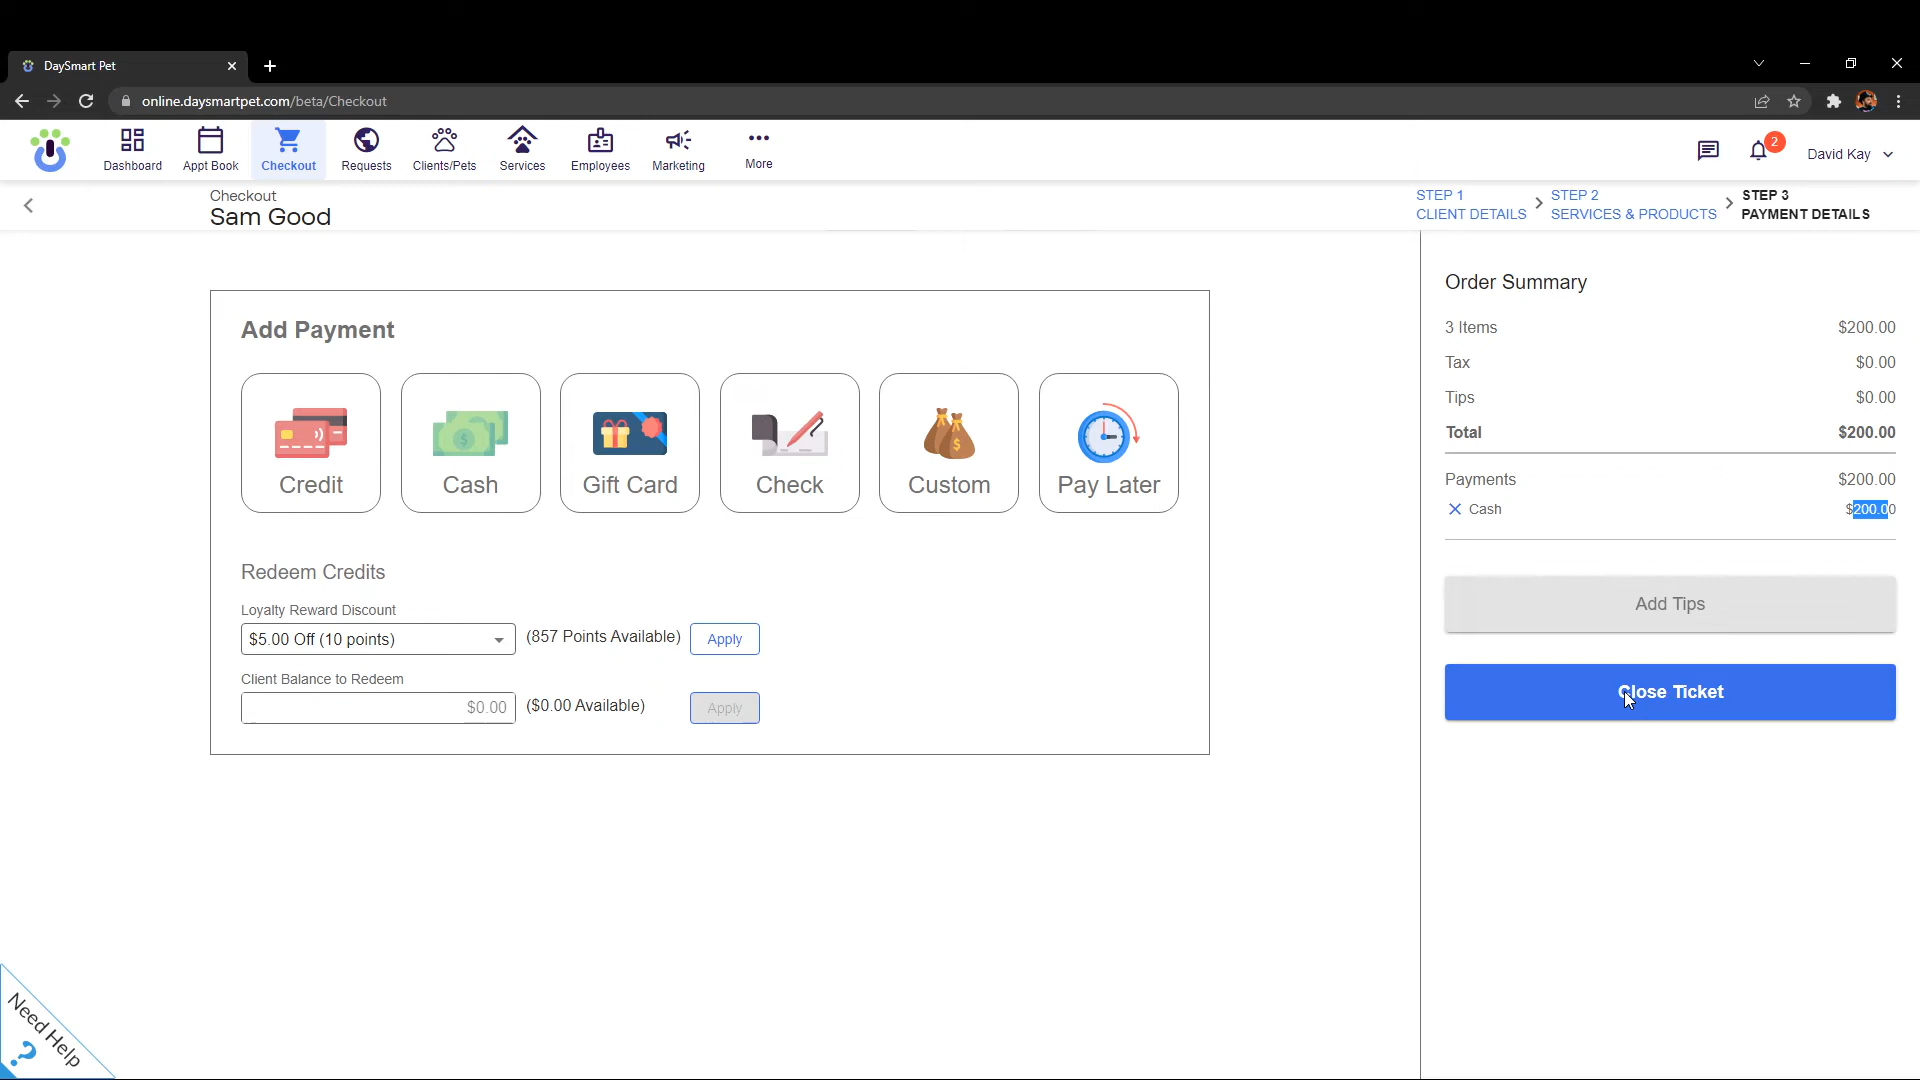 DaySmart Pet
online.daysmartpet.com/beta/Checkout
Dashboard
Appt Book
Checkout
Requests
Clients/Pets
Services
Employees
Marketing
More
2
David Kay
Checkout
Sam Good
STEP 1
CLIENT DETAILS
STEP 2
SERVICES & PRODUCTS
STEP 3
PAYMENT DETAILS
Add Payment
Credit
Cash
Gift Card
Check
Custom
Pay Later
Redeem Credits
Loyalty Reward Discount
$5.00 Off (10 points)
(857 Points Available)
Apply
Client Balance to Redeem
$0.00
($0.00 Available)
Apply
Order Summary
3 Items $200.00
Tax $0.00
Tips $0.00
Total $200.00
Payments $200.00
Cash $200.00
Add Tips
Close Ticket
Need Help
?